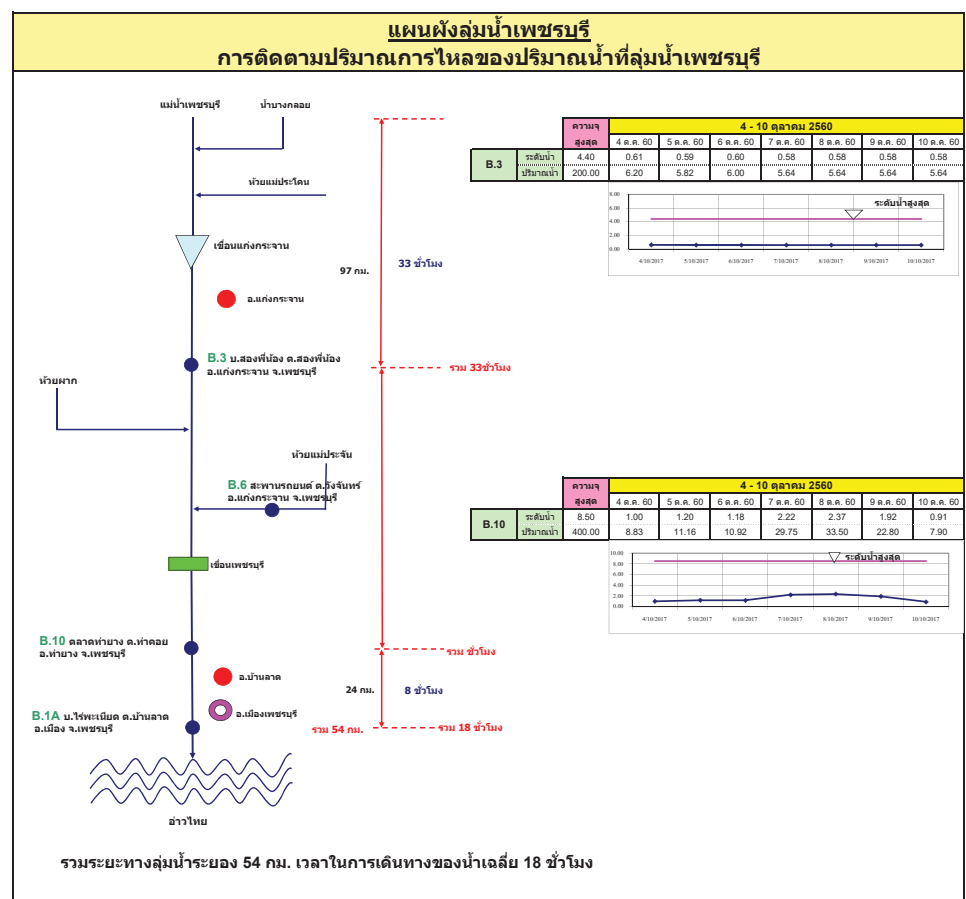 แผนผังลุ่มน้ำเพชรบุรี
การติดตามปริมาณการไหลของปริมาณน้ำที่ลุ่มน้ำเพชรบุรี
แม่น้ำเพชรบุรี น้ำบางกลอย
ห้วยแม่ประโดน
เขื่อนแก่งกระจาน
97 กม. 33 ชั่วโมง
อ.แก่งกระจาน
B.3 บ.สองพี่น้อง ต.สองพี่น้อง
อ.แก่งกระจาน จ.เพชรบุรี
รวม 33ชั่วโมง
ห้วยผาก
ห้วยแม่ประจัน
B.6 สะพานรถยนต์ ต.วังจันทร์
อ.แก่งกระจาน จ.เพชรบุรี
เขื่อนเพชรบุรี
B.10 ตลาดท่ายาง ต.ท่าคอย
อ.ท่ายาง จ.เพชรบุรี
รวม ชั่วโมง
อ.บ้านลาด
24 กม. 8 ชั่วโมง
อ.เมืองเพชรบุรี
B.1A บ.ไร่พะเนียด ต.บ้านลาด
อ.เมือง จ.เพชรบุรี
รวม 54 กม. รวม 18 ชั่วโมง
อ่าวไทย
รวมระยะทางลุ่มน้ำระยอง 54 กม. เวลาในการเดินทางของน้ำเฉลี่ย 18 ชั่วโมง
ความจุ 4 - 10 ตุลาคม 2560
สูงสุด 4 ต.ค. 60 5 ต.ค. 60 6 ต.ค. 60 7 ต.ค. 60 8 ต.ค. 60 9 ต.ค. 60 10 ต.ค. 60
B.3
ระดับน้ำ 4.40 0.61 0.59 0.60 0.58 0.58 0.58 0.58
ปริมาณน้ำ 200.00 6.20 5.82 6.00 5.64 5.64 5.64 5.64
8.00
6.00
4.00
2.00
0.00
ระดับน้ำสูงสุด
4/10/2017 5/10/2017 6/10/2017 7/10/2017 8/10/2017 9/10/2017 10/10/2017
ความจุ 4 - 10 ตุลาคม 2560
สูงสุด 4 ต.ค. 60 5 ต.ค. 60 6 ต.ค. 60 7 ต.ค. 60 8 ต.ค. 60 9 ต.ค. 60 10 ต.ค. 60
B.10
ระดับน้ำ 8.50 1.00 1.20 1.18 2.22 2.37 1.92 0.91
ปริมาณน้ำ 400.00 8.83 11.16 10.92 29.75 33.50 22.80 7.90
10.00
8.00
6.00
4.00
2.00
0.00
ระดับน้ำสูงสุด
4/10/2017 5/10/2017 6/10/2017 7/10/2017 8/10/2017 9/10/2017 10/10/2017